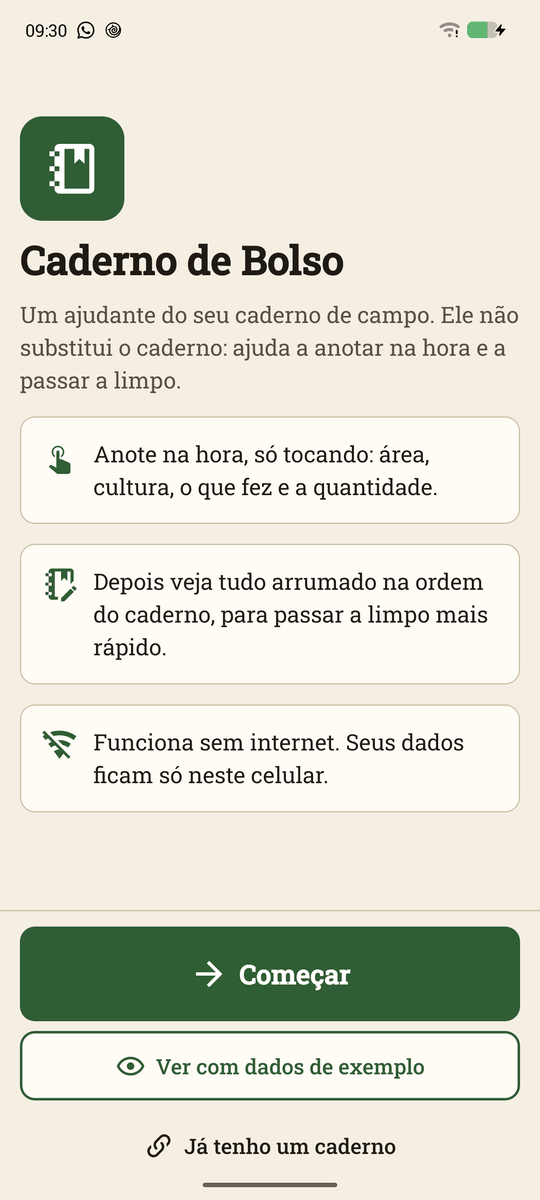 09:30
Caderno de Bolso
Um ajudante do seu caderno de campo. Ele não
substitui o caderno: ajuda a anotar na hora e a
passar a limpo.
Anote na hora, só tocando: área,
cultura, o que fez e a quantidade.
Depois veja tudo arrumado na ordem
do caderno, para passar a limpo mais
rápido.
Funciona sem internet. Seus dados
ficam só neste celular.
Começar
Ver com dados de exemplo
Já tenho um caderno